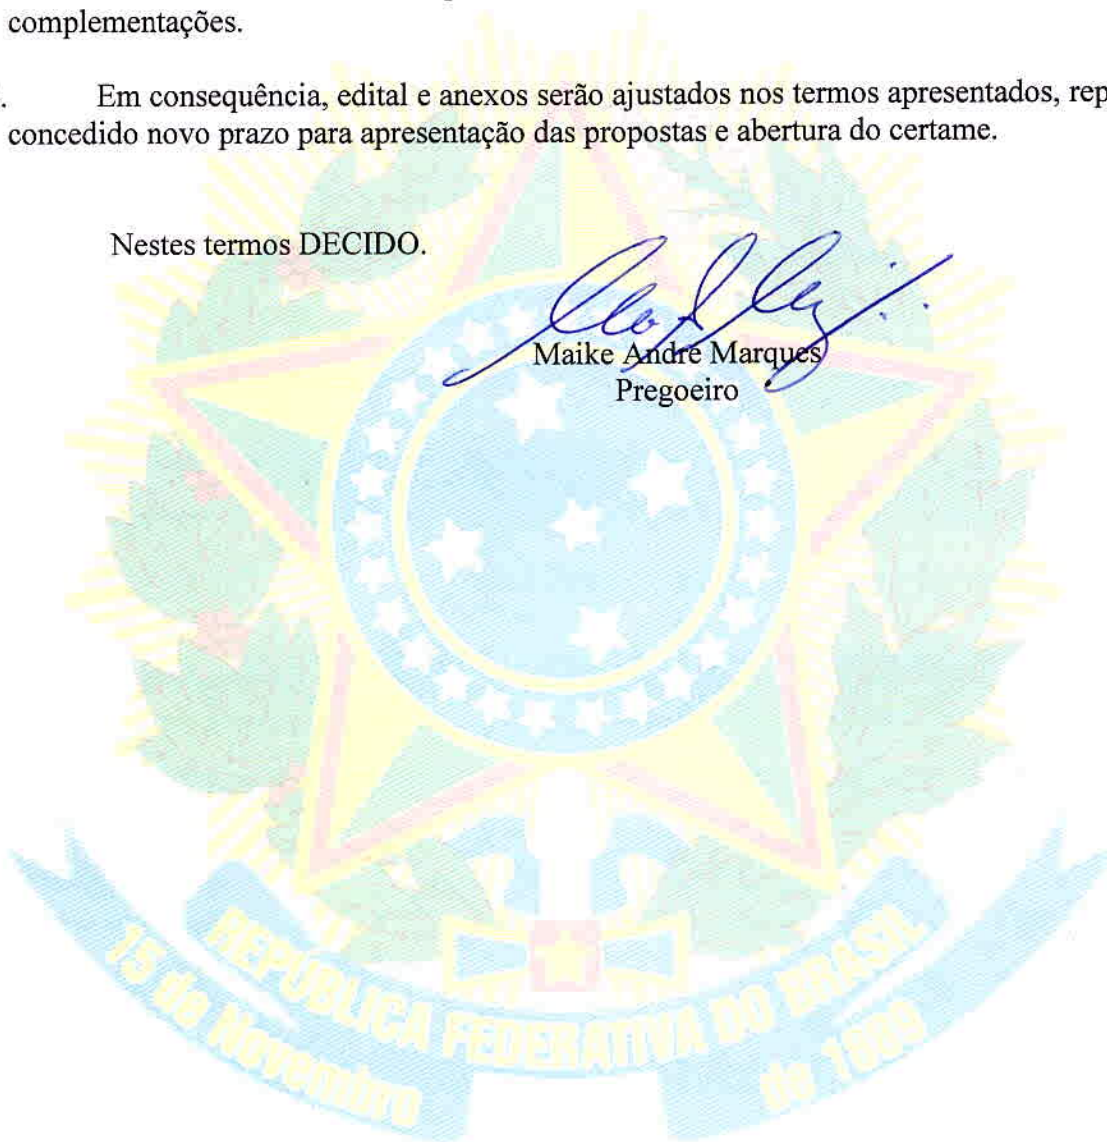 complementações.
. Em consequência, edital e anexos serão ajustados nos termos apresentados, rep
concedido novo prazo para apresentação das propostas e abertura do certame.
Nestes termos DECIDO.
Maike Andre Marques
Pregoeiro
REPÚBLICA FEDERATIVA DO BRASIL
15 de Novembro
de 1889